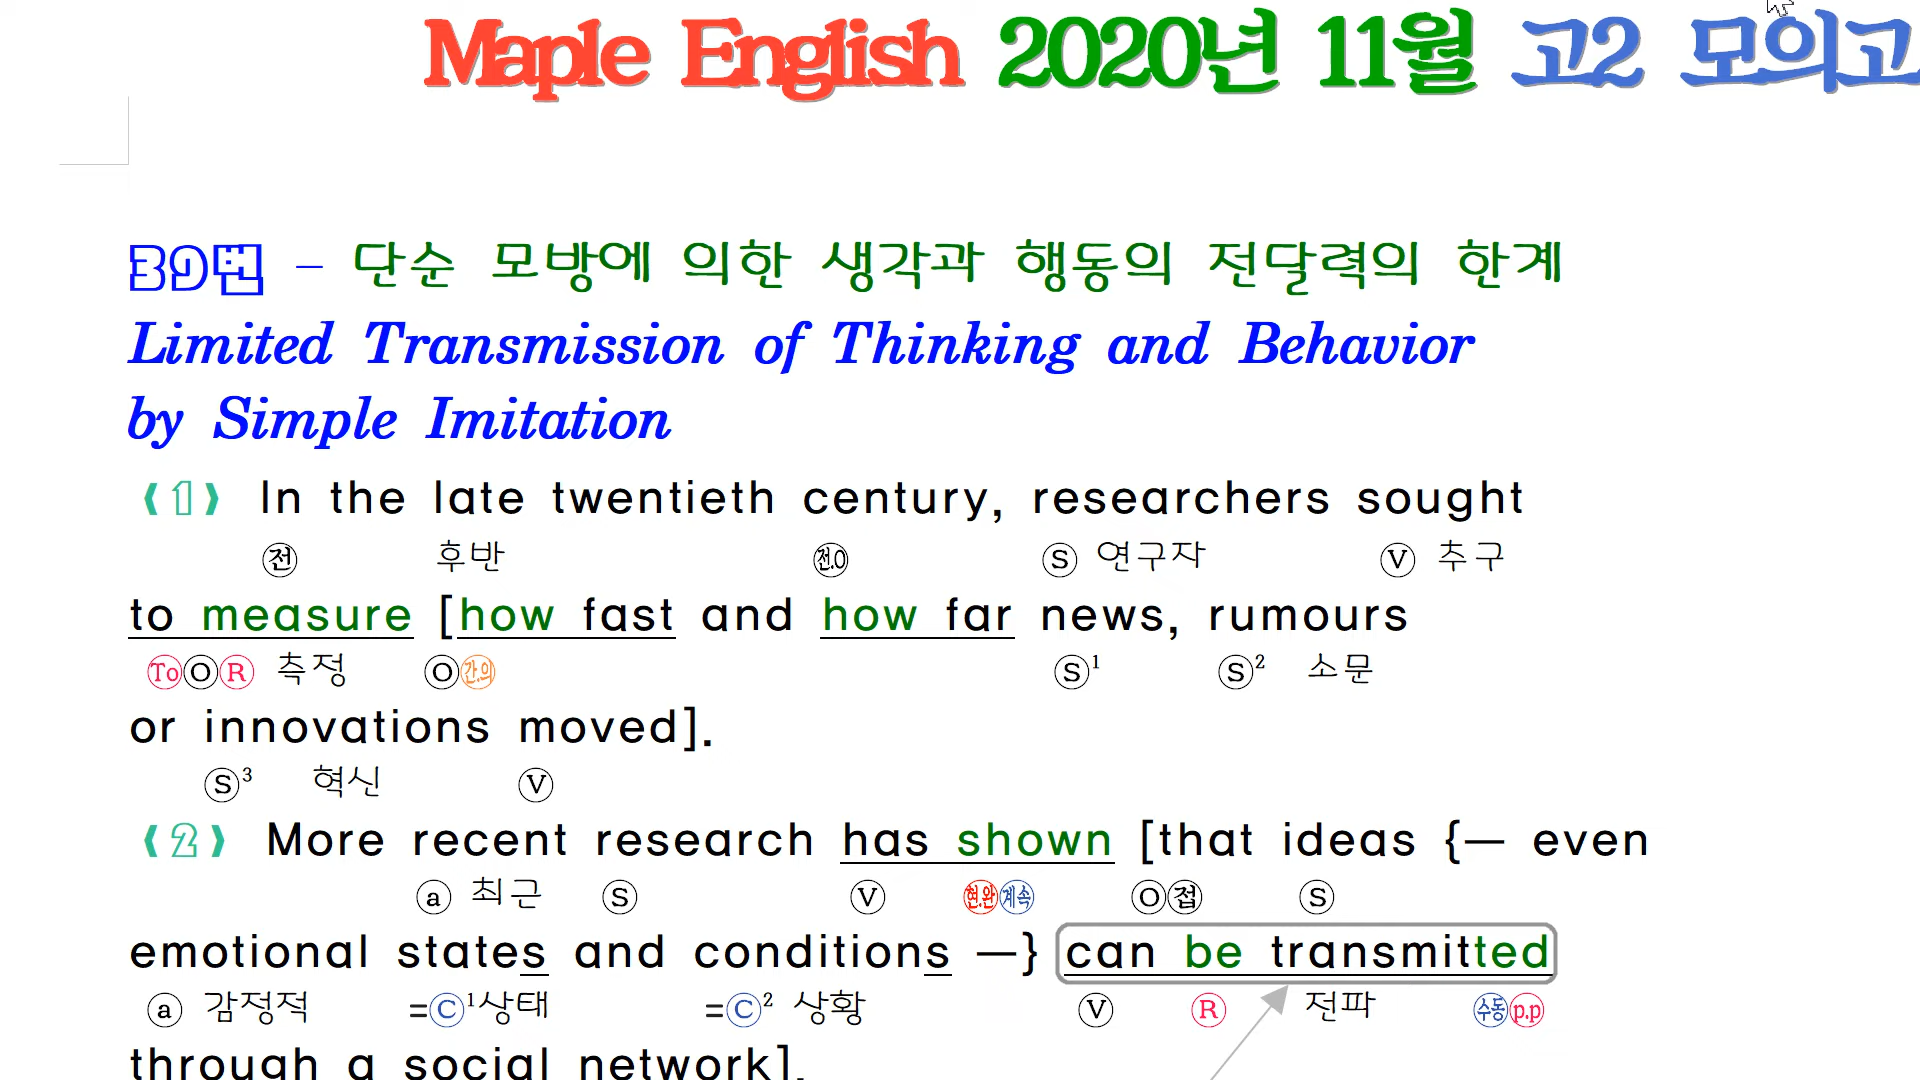 Maple English 2020년 11월 고2 모의고
39번 – 단순 모방에 의한 생각과 행동의 전달력의 한계
Limited Transmission of Thinking and Behavior
by Simple Imitation
❪1❫ In the late twentieth century, researchers sought
전 후반 전.O S 연구자 V 추구
to measure [how fast and how far news, rumours
To O R 측정 O 간.의 S¹ S² 소문
or innovations moved].
S³ 혁신 V
❪2❫ More recent research has shown [that ideas {— even
a 최근 S V 현.완 계속 O 접 S
emotional states and conditions —} can be transmitted
a 감정적 =C¹상태 =C² 상황 V R 전파 수동 p.p
through a social network].